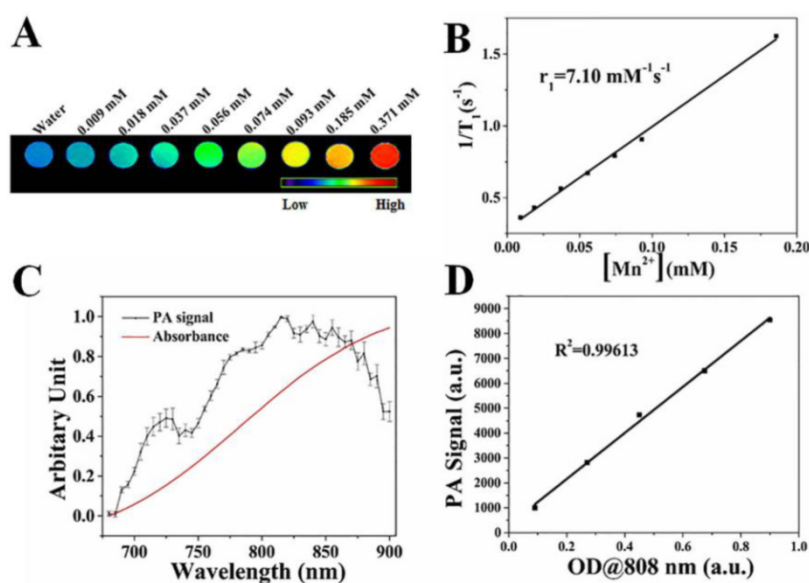 A
Water
0.009 mM
0.018 mM
0.037 mM
0.056 mM
0.074 mM
0.093 mM
0.185 mM
0.371 mM
Low
High
B
r₁=7.10 mM⁻¹s⁻¹
1/T₁(s⁻¹)
1.5
1.0
0.5
0.00
0.05
0.10
0.15
0.20
[Mn²⁺](mM)
C
PA signal
Absorbance
Arbitary Unit
1.0
0.8
0.6
0.4
0.2
0.0
700
750
800
850
900
Wavelength (nm)
D
R²=0.99613
PA Signal (a.u.)
9000
8000
7000
6000
5000
4000
3000
2000
1000
0
0.0
0.2
0.4
0.6
0.8
1.0
OD@808 nm (a.u.)